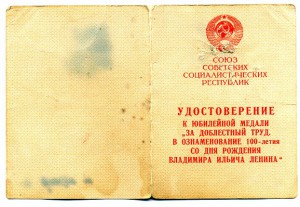 СОЮЗ
СОВЕТСКИХ
СОЦИАЛИСТИЧЕСКИХ
РЕСПУБЛИК
УДОСТОВЕРЕНИЕ
К ЮБИЛЕЙНОЙ МЕДАЛИ
„ЗА ДОБЛЕСТНЫЙ ТРУД.
В ОЗНАМЕНОВАНИЕ 100-летия
СО ДНЯ РОЖДЕНИЯ
ВЛАДИМИРА ИЛЬИЧА ЛЕНИНА"